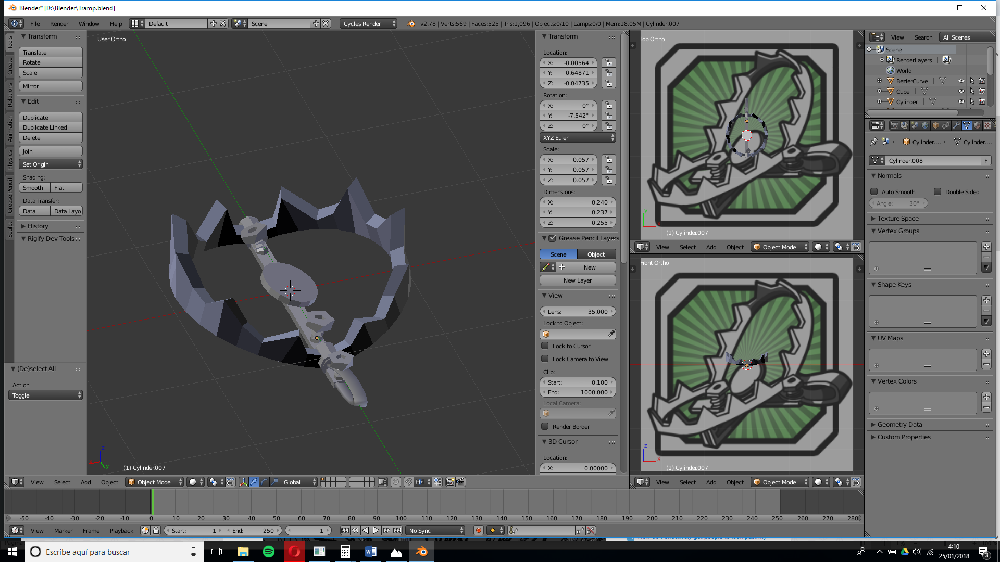 Blender* [D:\Blender\Tramp.blend]
File Render Window Help Default Scene Cycles Render v2.78 | Verts:569 | Faces:525 | Tris:1,096 | Objects:0/10 | Lamps:0/0 | Mem:18.05M | Cylinder.007
Tools
Create
Relations
Animation
Physics
Grease Pencil
Sculpt
Transform
Translate
Rotate
Scale
Mirror
Edit
Duplicate
Duplicate Linked
Delete
Join
Set Origin
Shading:
Smooth Flat
Data Transfer:
Data Data Layo
History
Rigify Dev Tools
(De)select All
Action
Toggle
User Ortho
z
x
y
(1) Cylinder.007
Transform
Location:
X: -0.00564
Y: 0.64871
Z: -0.04735
Rotation:
X: 0°
Y: -7.542°
Z: 0°
XYZ Euler
Scale:
X: 0.057
Y: 0.057
Z: 0.057
Dimensions:
X: 0.240
Y: 0.237
Z: 0.255
Grease Pencil Layers
Scene Object
New
New Layer
View
Lens: 35.000
Lock to Object:
Lock to Cursor
Lock Camera to View
Clip:
Start: 0.100
End: 1000.000
Local Camera:
Render Border
3D Cursor
Location:
X: 0.00000
Top Ortho
y
x
(1) Cylinder.007
View Select Add Object Object Mode
Front Ortho
z
x
(1) Cylinder.007
View Select Add Object Object Mode
View Search All Scenes
Scene
RenderLayers |
World
BezierCurve |
Cube |
Cylinder |
Cylinder.... Cylinder....
Cylinder.008 F
Normals
Auto Smooth Double Sided
Angle: 30°
Texture Space
Vertex Groups
Shape Keys
UV Maps
Vertex Colors
Geometry Data
Custom Properties
View Select Add Object Object Mode Global
-50 -40 -30 -20 -10 0 10 20 30 40 50 60 70 80 90 100 110 120 130 140 150 160 170 180 190 200 210 220 230 240 250 260 270 280
View Marker Frame Playback Start: 1 End: 250 1 No Sync
Escribe aquí para buscar
4:10
25/01/2018
3